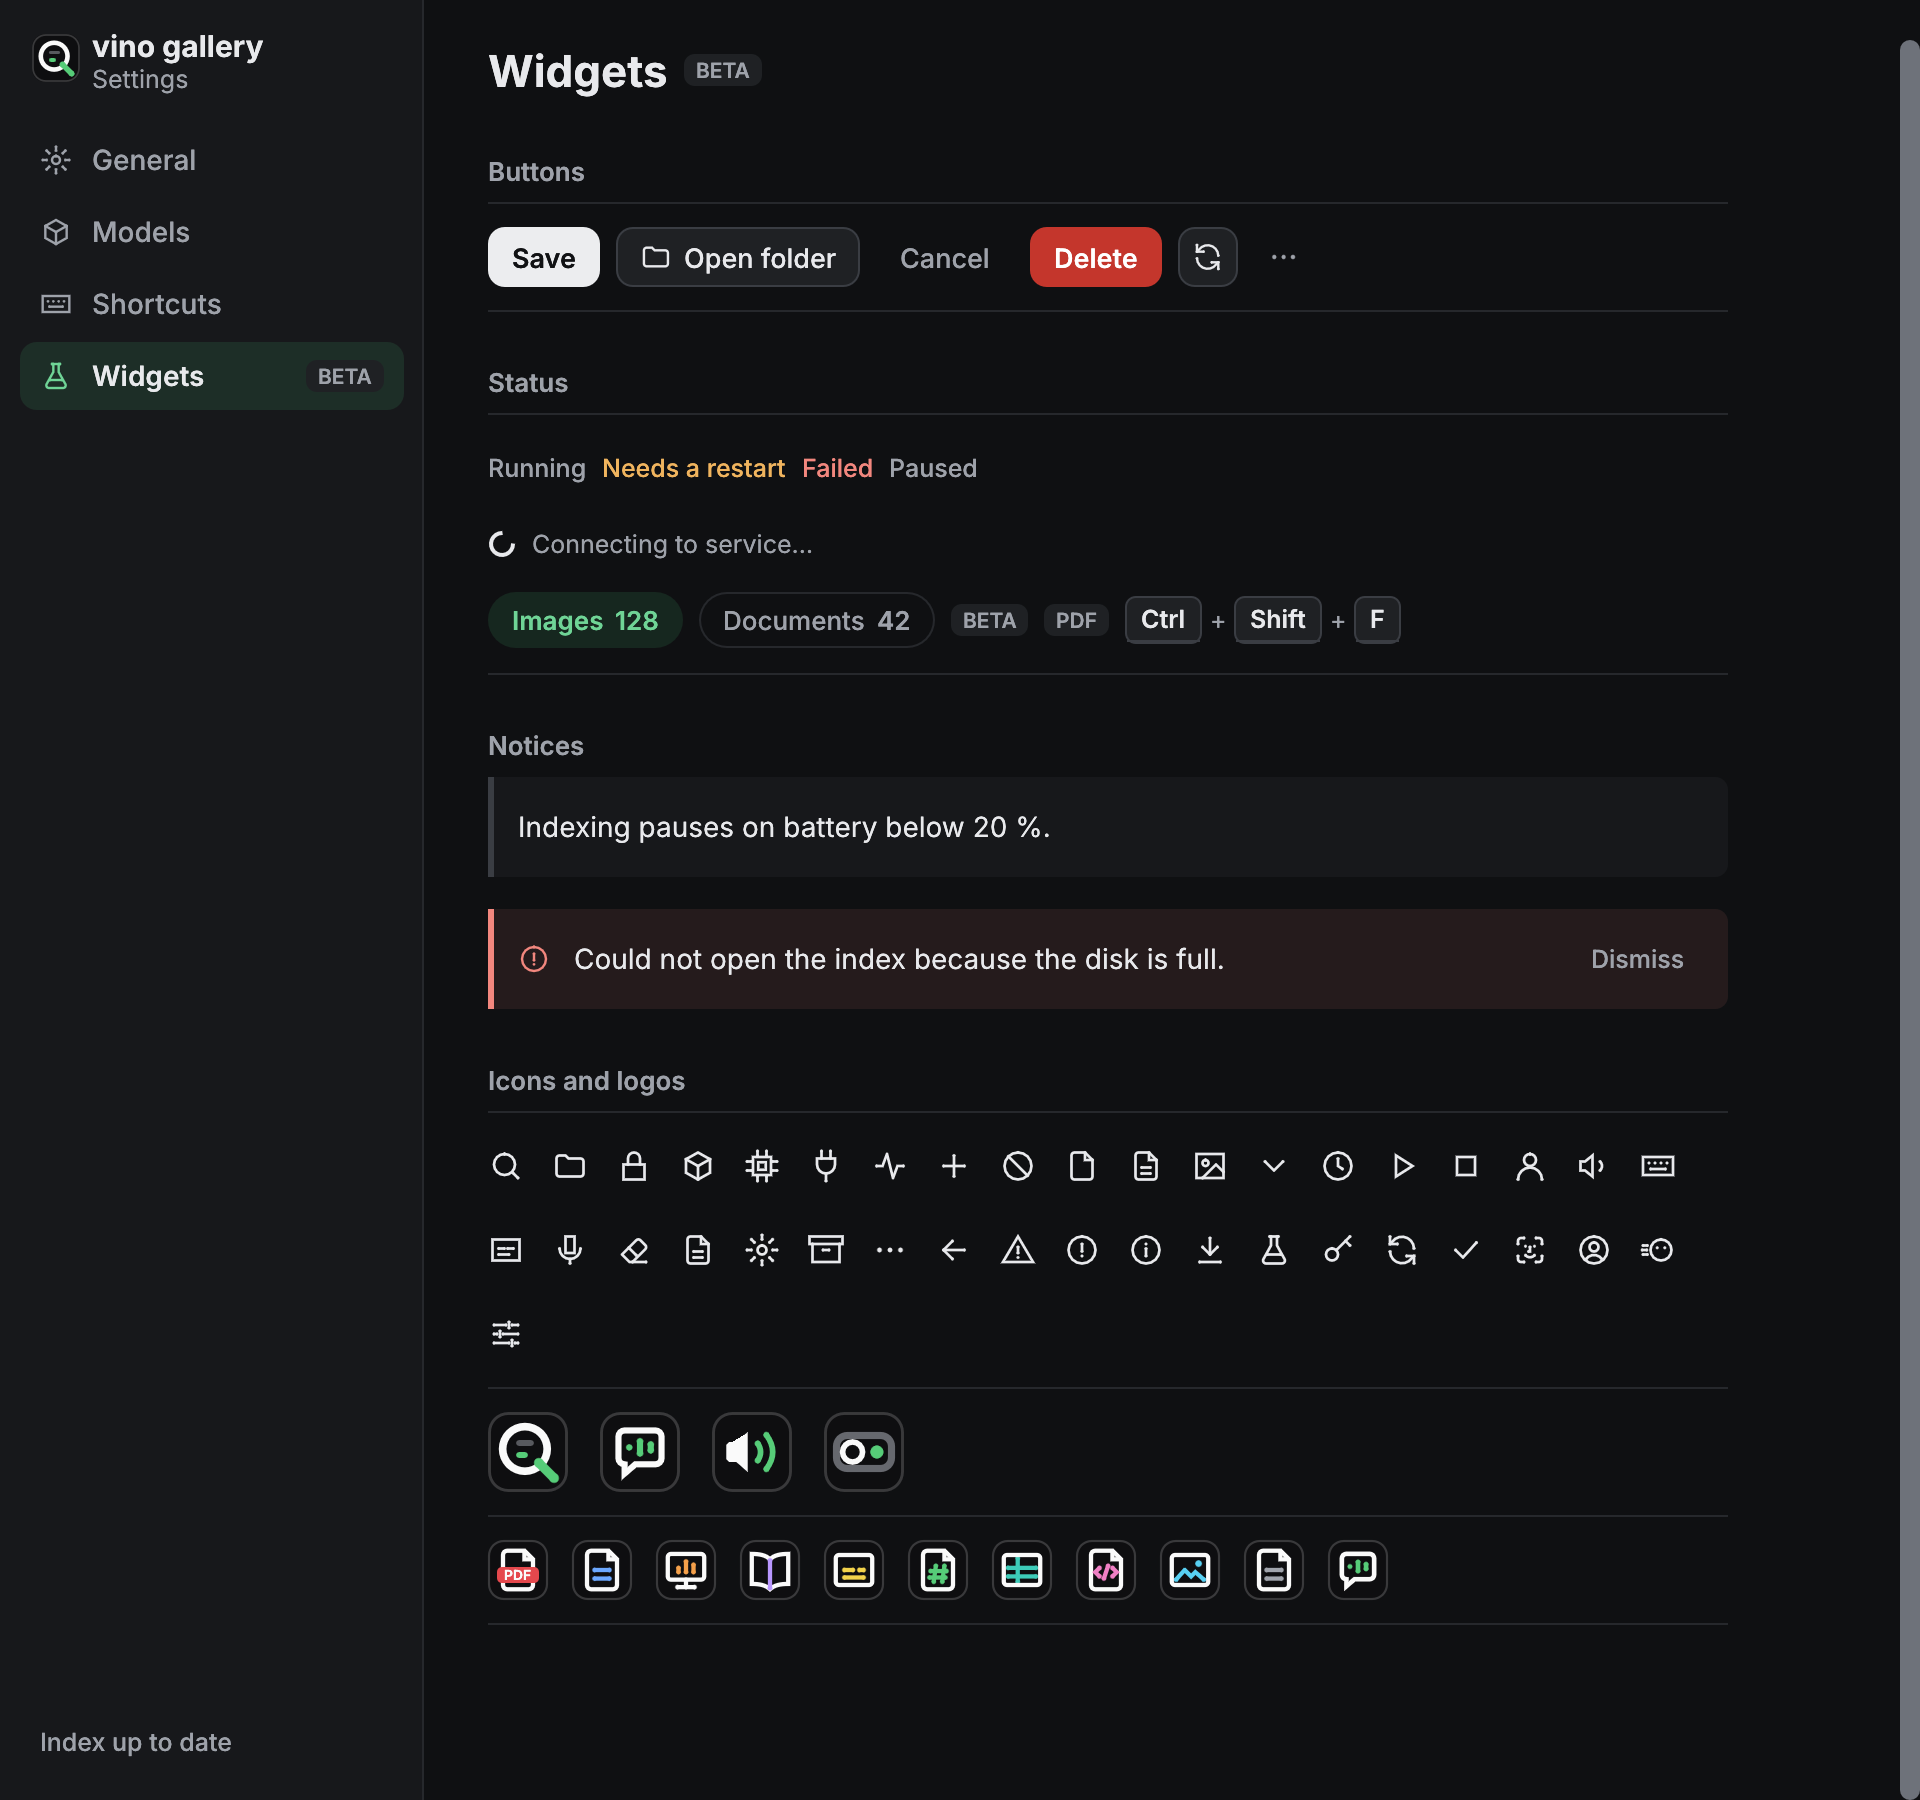 vino gallery
Settings
General
Models
Shortcuts
Widgets BETA
Index up to date
Widgets BETA
Buttons
Save Open folder Cancel Delete
Status
Running Needs a restart Failed Paused
Connecting to service...
Images 128 Documents 42 BETA PDF Ctrl + Shift + F
Notices
Indexing pauses on battery below 20 %.
Could not open the index because the disk is full. Dismiss
Icons and logos
PDF